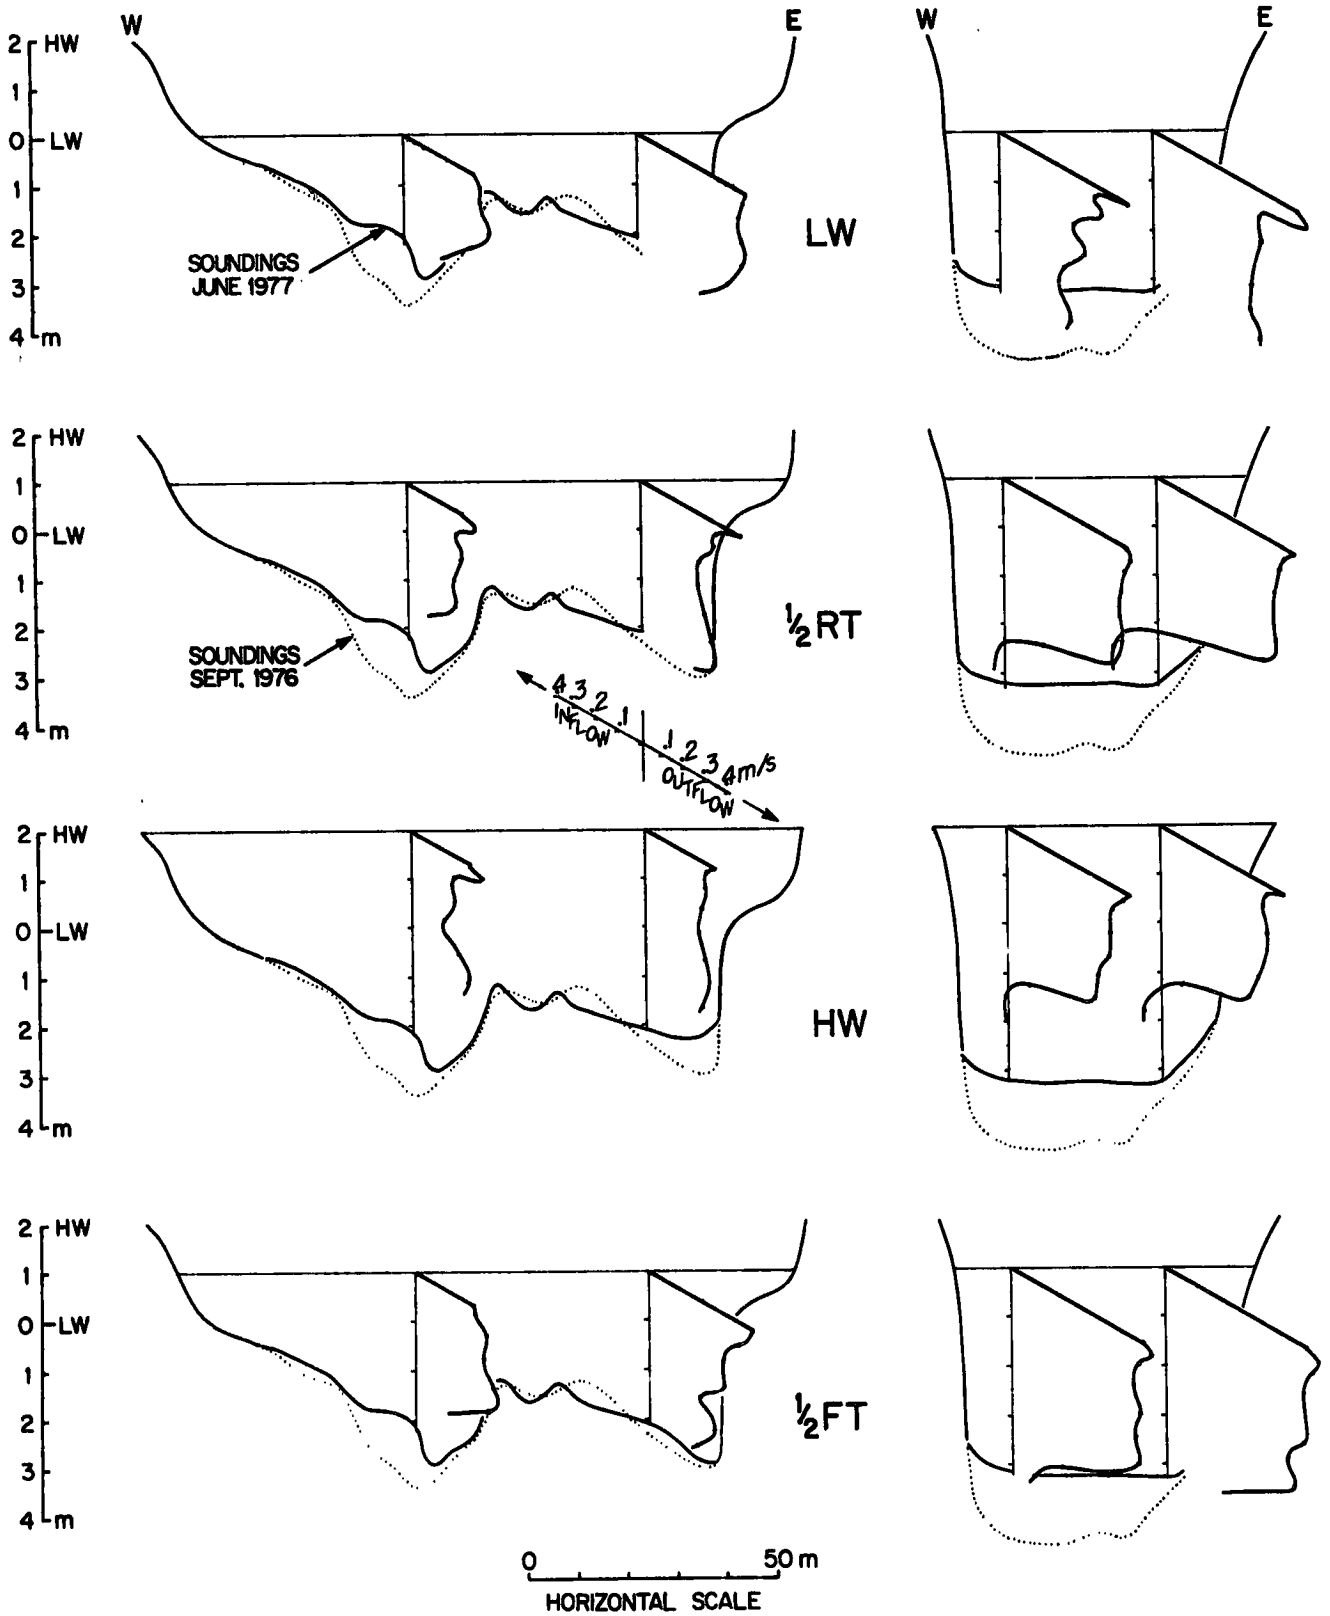 W E W E
2 HW
1
0 LW
1
2
3
4 m
SOUNDINGS
JUNE 1977
LW
2 HW
1
0 LW
1
2
3
4 m
SOUNDINGS
SEPT. 1976
½RT
.4 .3 .2 .1
INFLOW
.1 .2 .3 .4 m/s
OUTFLOW
2 HW
1
0 LW
1
2
3
4 m
HW
2 HW
1
0 LW
1
2
3
4 m
½FT
0 50 m
HORIZONTAL SCALE